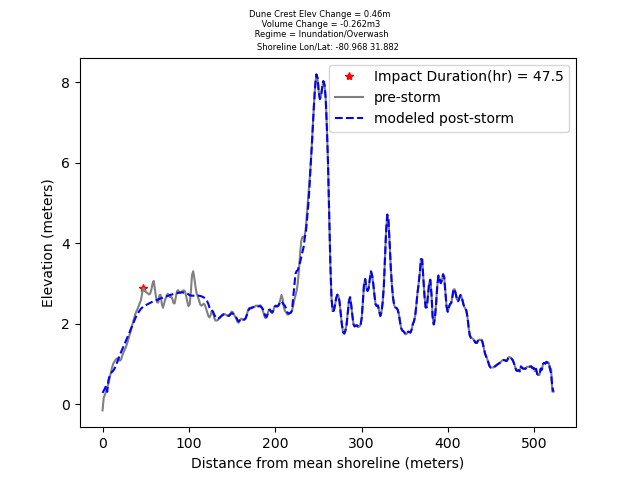 Dune Crest Elev Change = 0.46m
Volume Change = -0.262m3
Regime = Inundation/Overwash
Shoreline Lon/Lat: -80.968 31.882
Impact Duration(hr) = 47.5
pre-storm
modeled post-storm
Elevation (meters)
8
6
4
2
0
0 100 200 300 400 500
Distance from mean shoreline (meters)